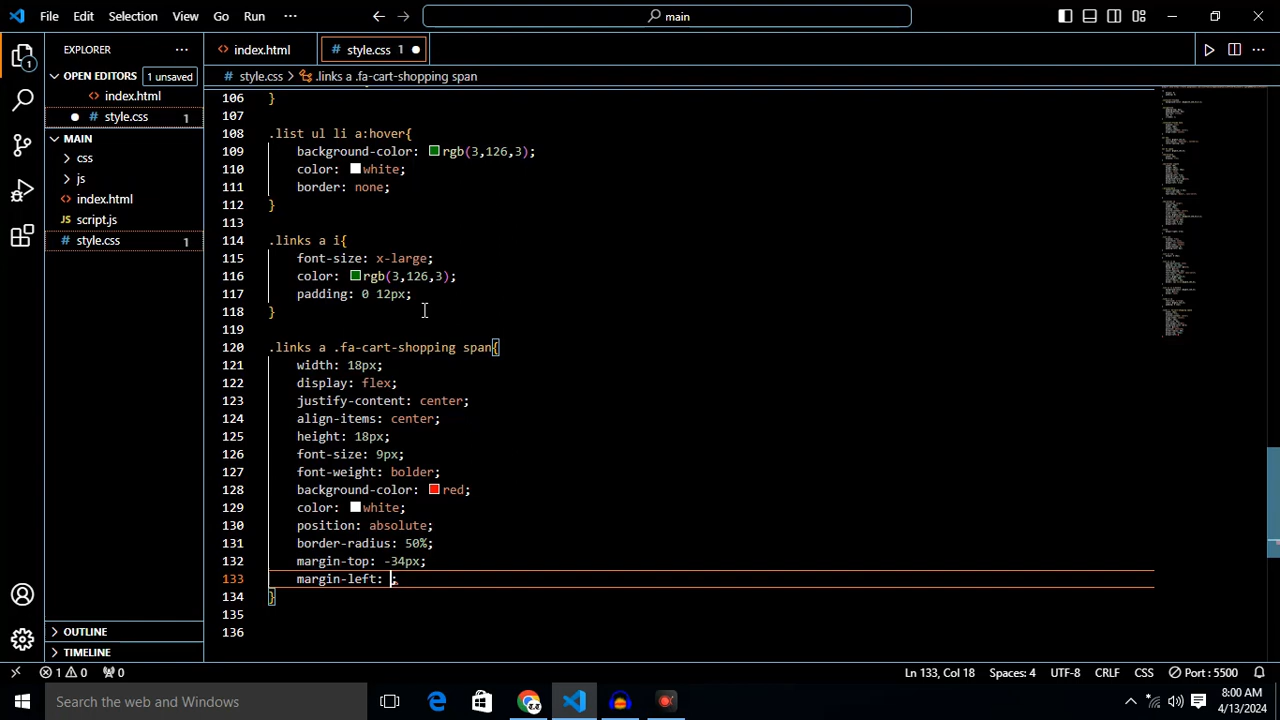 File Edit Selection View Go Run ··· main
EXPLORER ···
OPEN EDITORS 1 unsaved
index.html
style.css 1
MAIN
css
js
index.html
script.js
style.css 1
OUTLINE
TIMELINE
index.html style.css 1
style.css > .links a .fa-cart-shopping span
106 }
107
108 .list ul li a:hover{
109 background-color: rgb(3,126,3);
110 color: white;
111 border: none;
112 }
113
114 .links a i{
115 font-size: x-large;
116 color: rgb(3,126,3);
117 padding: 0 12px;
118 }
119
120 .links a .fa-cart-shopping span{
121 width: 18px;
122 display: flex;
123 justify-content: center;
124 align-items: center;
125 height: 18px;
126 font-size: 9px;
127 font-weight: bolder;
128 background-color: red;
129 color: white;
130 position: absolute;
131 border-radius: 50%;
132 margin-top: -34px;
133 margin-left: ;
134 }
135
136
1 0 0 Ln 133, Col 18 Spaces: 4 UTF-8 CRLF CSS Port : 5500
Search the web and Windows
8:00 AM
4/13/2024